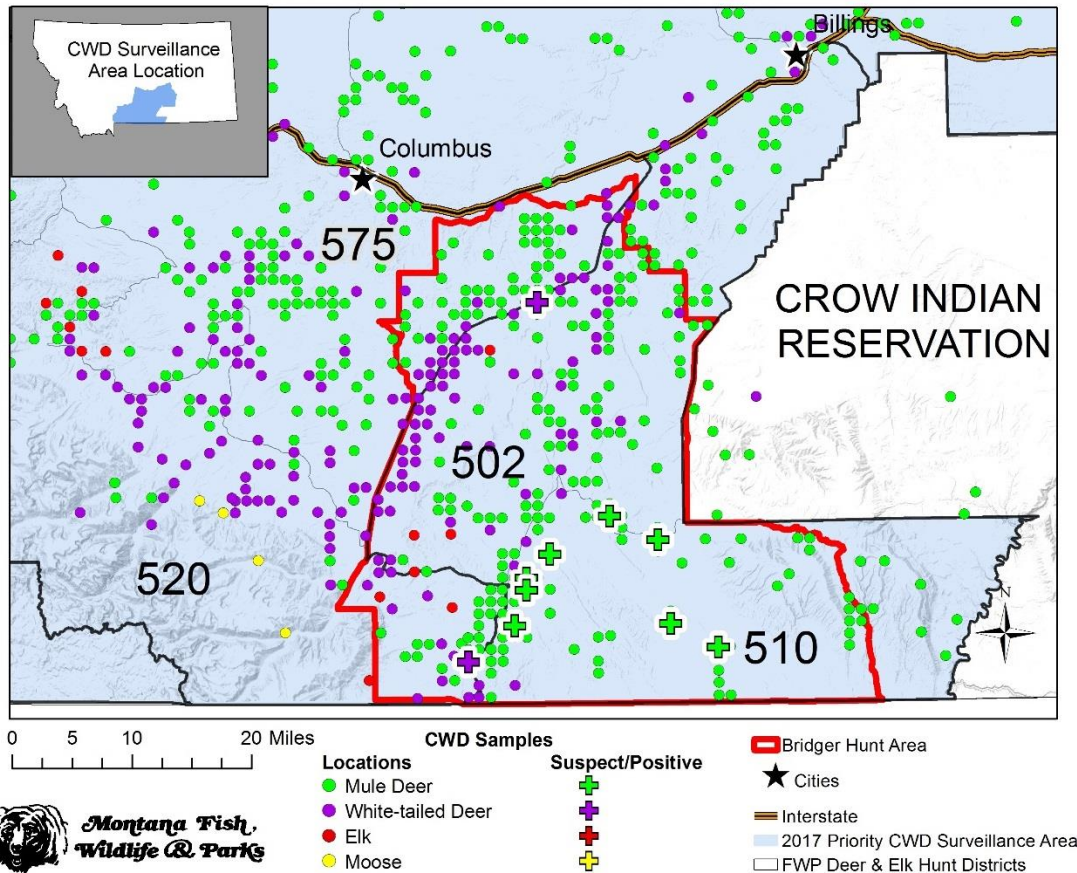 CWD Surveillance
Area Location
Billings
Columbus
575
CROW INDIAN
RESERVATION
502
520
510
N
0 5 10 20 Miles
CWD Samples
Locations
Suspect/Positive
Mule Deer
White-tailed Deer
Elk
Moose
Bridger Hunt Area
Cities
Interstate
2017 Priority CWD Surveillance Area
FWP Deer & Elk Hunt Districts
Montana Fish,
Wildlife & Parks